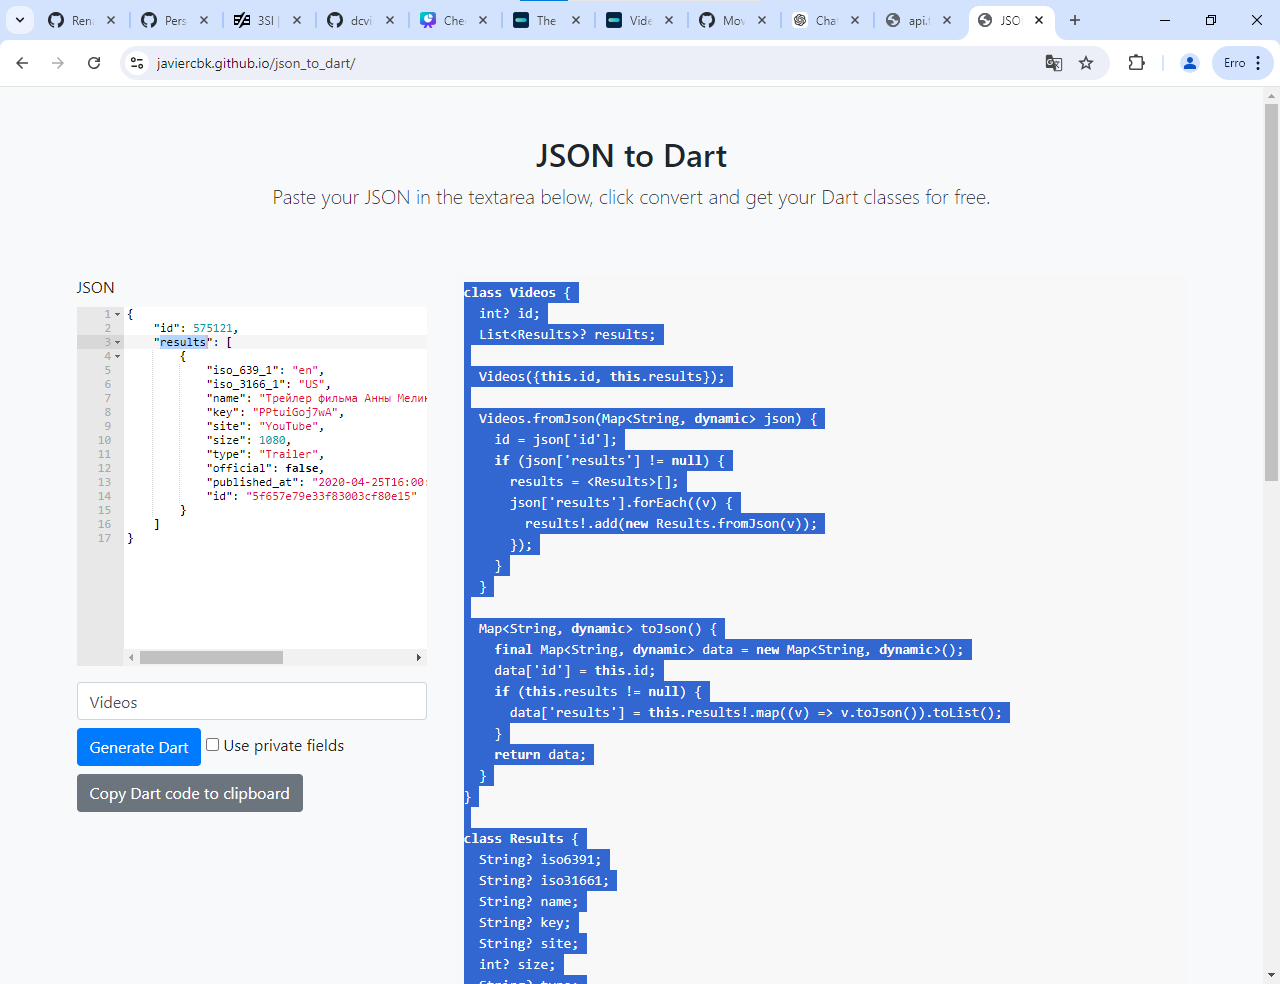 Rena
Pers
3SI |
dcvi
Che
The
Vide
Mov
Chat
api.t
JSO
javiercbk.github.io/json_to_dart/
Erro
JSON to Dart
Paste your JSON in the textarea below, click convert and get your Dart classes for free.
JSON
1 {
2 "id": 575121,
3 "results": [
4 {
5 "iso_639_1": "en",
6 "iso_3166_1": "US",
7 "name": "Трейлер фильма Анны Мелик
8 "key": "PPtuiGoj7wA",
9 "site": "YouTube",
10 "size": 1080,
11 "type": "Trailer",
12 "official": false,
13 "published_at": "2020-04-25T16:00:
14 "id": "5f657e79e33f83003cf80e15"
15 }
16 ]
17 }
Videos
Generate Dart
Use private fields
Copy Dart code to clipboard
class Videos {
int? id;
List<Results>? results;
Videos({this.id, this.results});
Videos.fromJson(Map<String, dynamic> json) {
id = json['id'];
if (json['results'] != null) {
results = <Results>[];
json['results'].forEach((v) {
results!.add(new Results.fromJson(v));
});
}
}
Map<String, dynamic> toJson() {
final Map<String, dynamic> data = new Map<String, dynamic>();
data['id'] = this.id;
if (this.results != null) {
data['results'] = this.results!.map((v) => v.toJson()).toList();
}
return data;
}
}
class Results {
String? iso6391;
String? iso31661;
String? name;
String? key;
String? site;
int? size;
String? type;